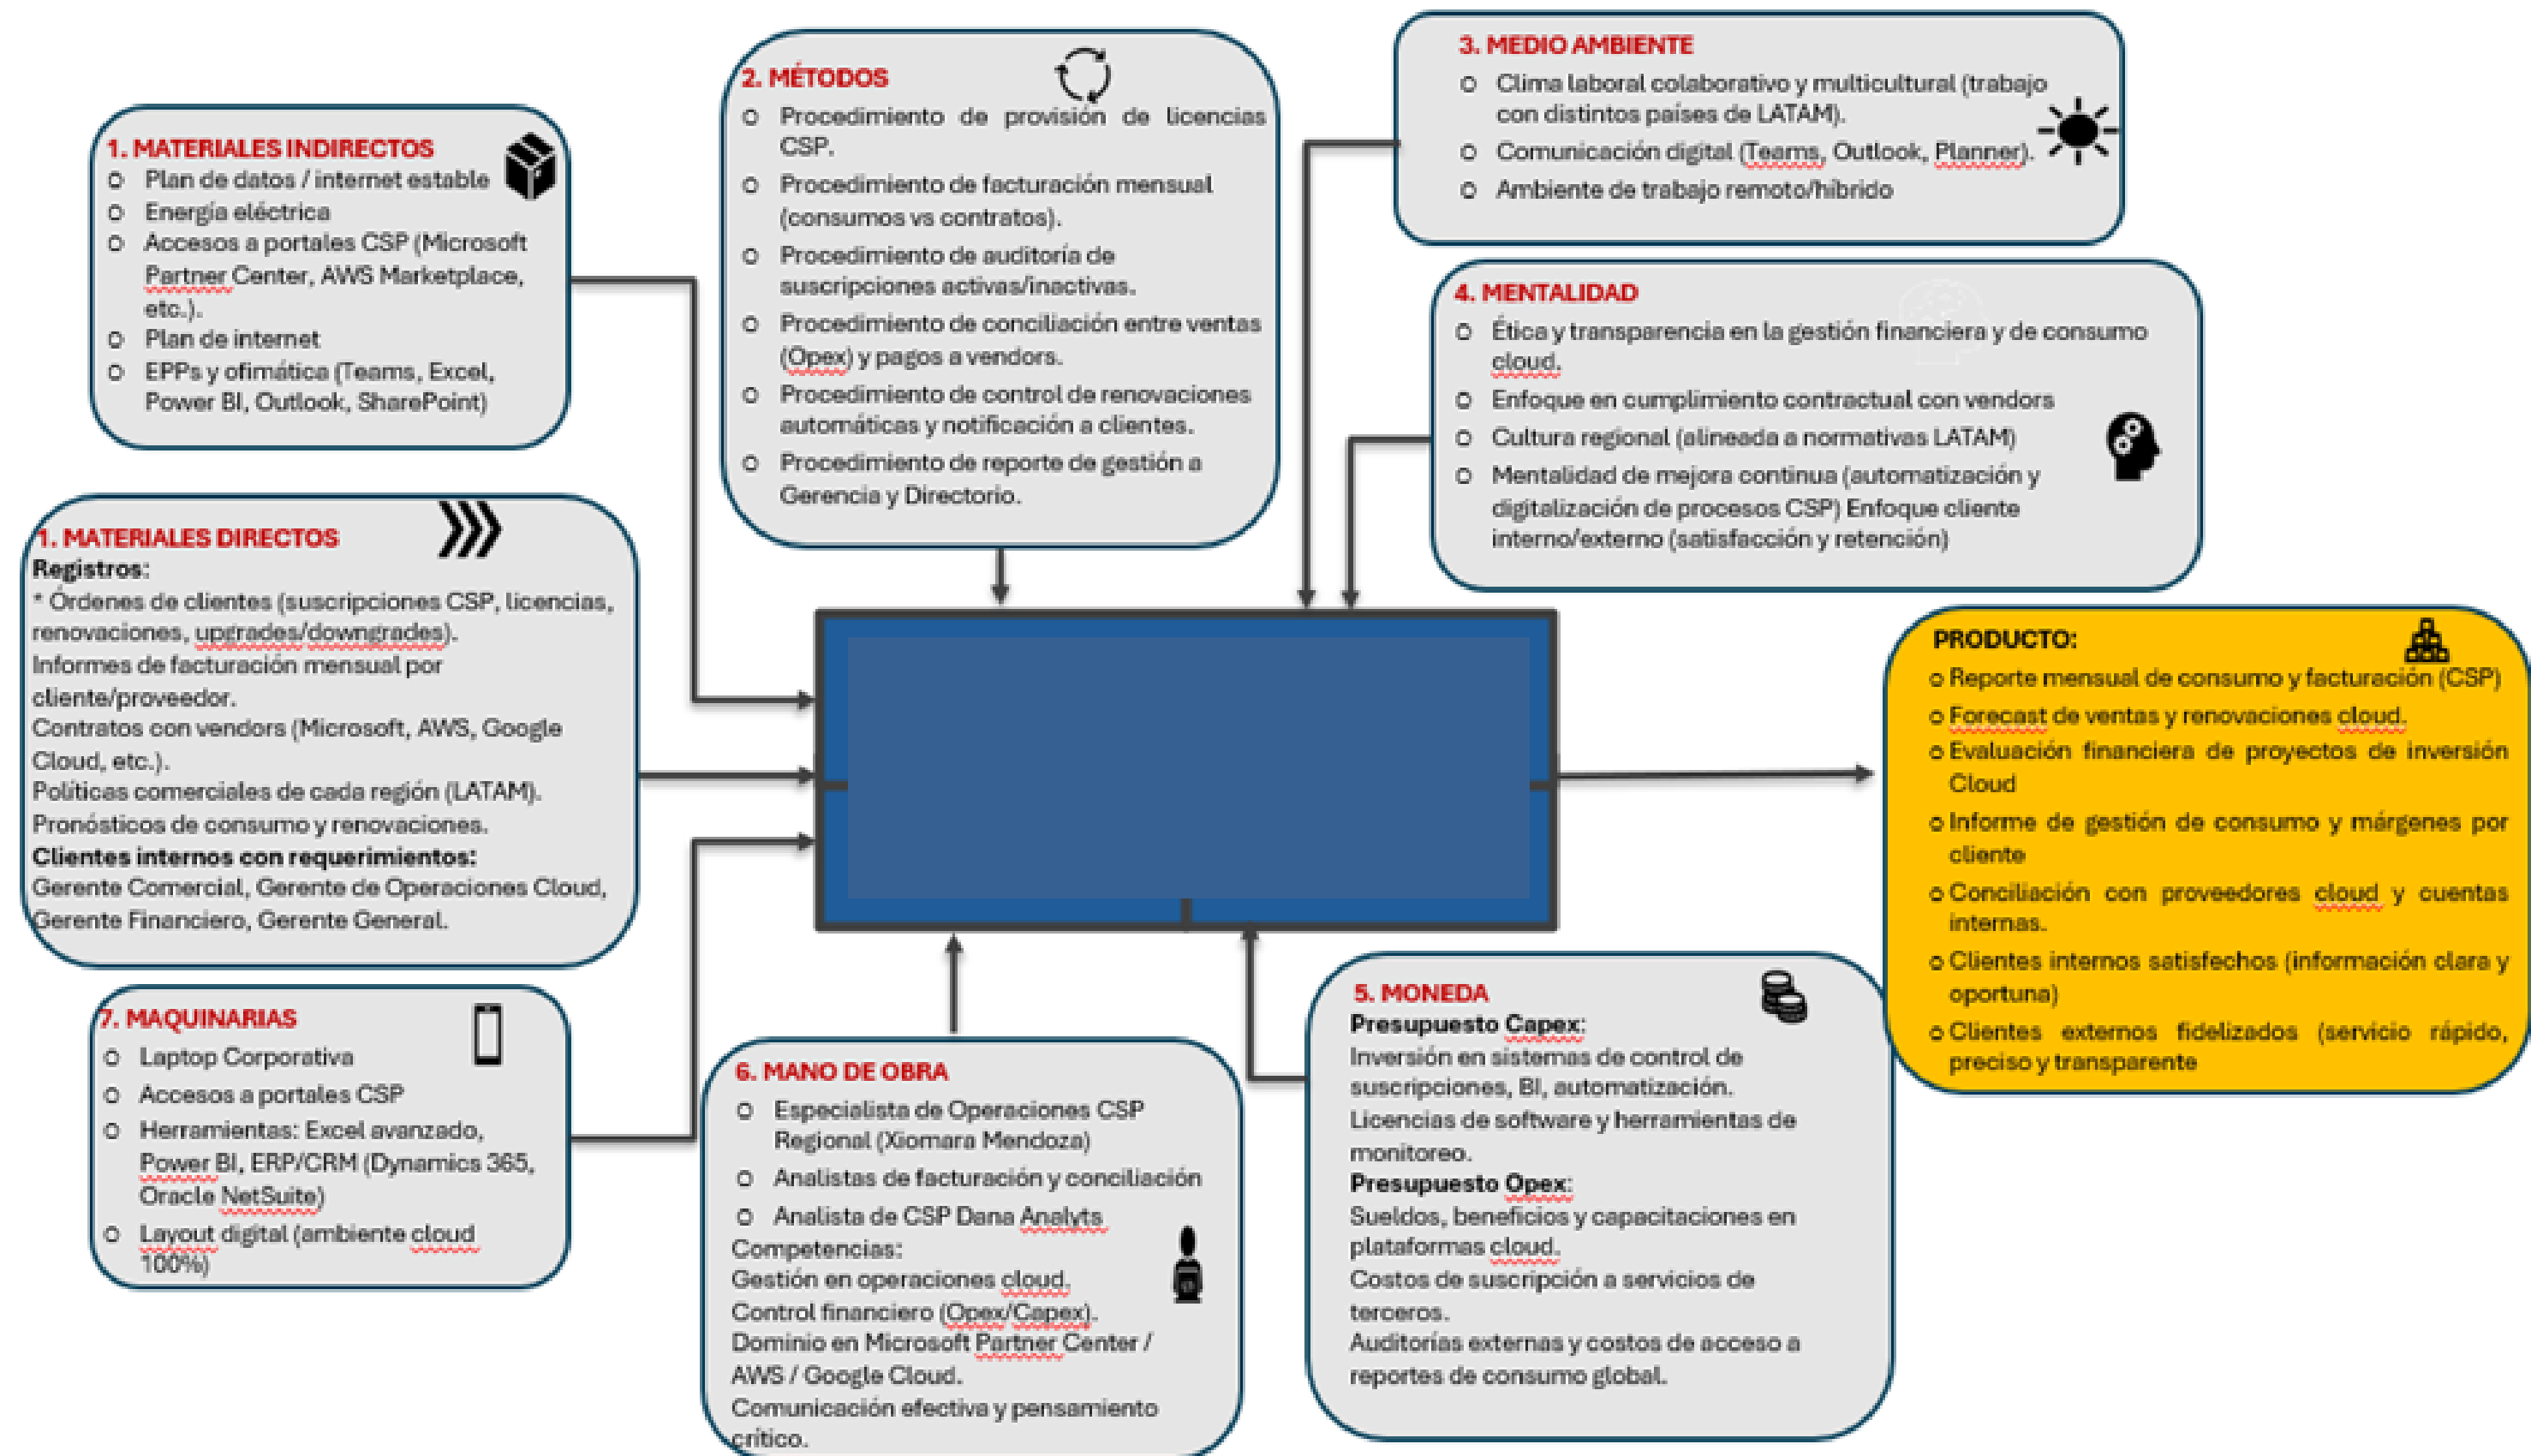 1. MATERIALES INDIRECTOS
o Plan de datos / internet estable
o Energía eléctrica
o Accesos a portales CSP (Microsoft
Partner Center, AWS Marketplace,
etc.).
o Plan de internet
o EPPs y ofimática (Teams, Excel,
Power BI, Outlook, SharePoint)
2. MÉTODOS
o Procedimiento de provisión de licencias
CSP.
o Procedimiento de facturación mensual
(consumos vs contratos).
o Procedimiento de auditoría de
suscripciones activas/inactivas.
o Procedimiento de conciliación entre ventas
(Opex) y pagos a vendors.
o Procedimiento de control de renovaciones
automáticas y notificación a clientes.
o Procedimiento de reporte de gestión a
Gerencia y Directorio.
3. MEDIO AMBIENTE
o Clima laboral colaborativo y multicultural (trabajo
con distintos países de LATAM).
o Comunicación digital (Teams, Outlook, Planner).
o Ambiente de trabajo remoto/híbrido
4. MENTALIDAD
o Ética y transparencia en la gestión financiera y de consumo
cloud.
o Enfoque en cumplimiento contractual con vendors
o Cultura regional (alineada a normativas LATAM)
o Mentalidad de mejora continua (automatización y
digitalización de procesos CSP) Enfoque cliente
interno/externo (satisfacción y retención)
1. MATERIALES DIRECTOS
Registros:
* Órdenes de clientes (suscripciones CSP, licencias,
renovaciones, upgrades/downgrades).
Informes de facturación mensual por
cliente/proveedor.
Contratos con vendors (Microsoft, AWS, Google
Cloud, etc.).
Políticas comerciales de cada región (LATAM).
Pronósticos de consumo y renovaciones.
Clientes internos con requerimientos:
Gerente Comercial, Gerente de Operaciones Cloud,
Gerente Financiero, Gerente General.
7. MAQUINARIAS
o Laptop Corporativa
o Accesos a portales CSP
o Herramientas: Excel avanzado,
Power BI, ERP/CRM (Dynamics 365,
Oracle NetSuite)
o Layout digital (ambiente cloud
100%)
6. MANO DE OBRA
o Especialista de Operaciones CSP
Regional (Xiomara Mendoza)
o Analistas de facturación y conciliación
o Analista de CSP Dana Analyts
Competencias:
Gestión en operaciones cloud.
Control financiero (Opex/Capex).
Dominio en Microsoft Partner Center /
AWS / Google Cloud.
Comunicación efectiva y pensamiento
crítico.
5. MONEDA
Presupuesto Capex:
Inversión en sistemas de control de
suscripciones, BI, automatización.
Licencias de software y herramientas de
monitoreo.
Presupuesto Opex:
Sueldos, beneficios y capacitaciones en
plataformas cloud.
Costos de suscripción a servicios de
terceros.
Auditorías externas y costos de acceso a
reportes de consumo global.
PRODUCTO:
o Reporte mensual de consumo y facturación (CSP)
o Forecast de ventas y renovaciones cloud.
o Evaluación financiera de proyectos de inversión
Cloud
o Informe de gestión de consumo y márgenes por
cliente
o Conciliación con proveedores cloud y cuentas
internas.
o Clientes internos satisfechos (información clara y
oportuna)
o Clientes externos fidelizados (servicio rápido,
preciso y transparente